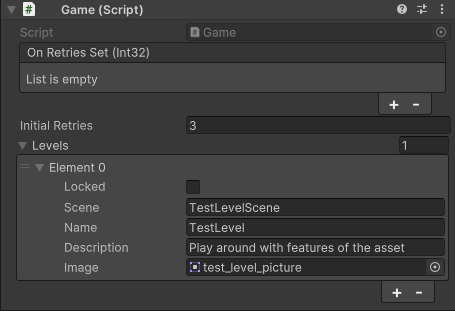 Game (Script)
Script Game
On Retries Set (Int32)
List is empty
+ -
Initial Retries 3
Levels 1
Element 0
Locked
Scene TestLevelScene
Name TestLevel
Description Play around with features of the asset
Image test_level_picture
+ -